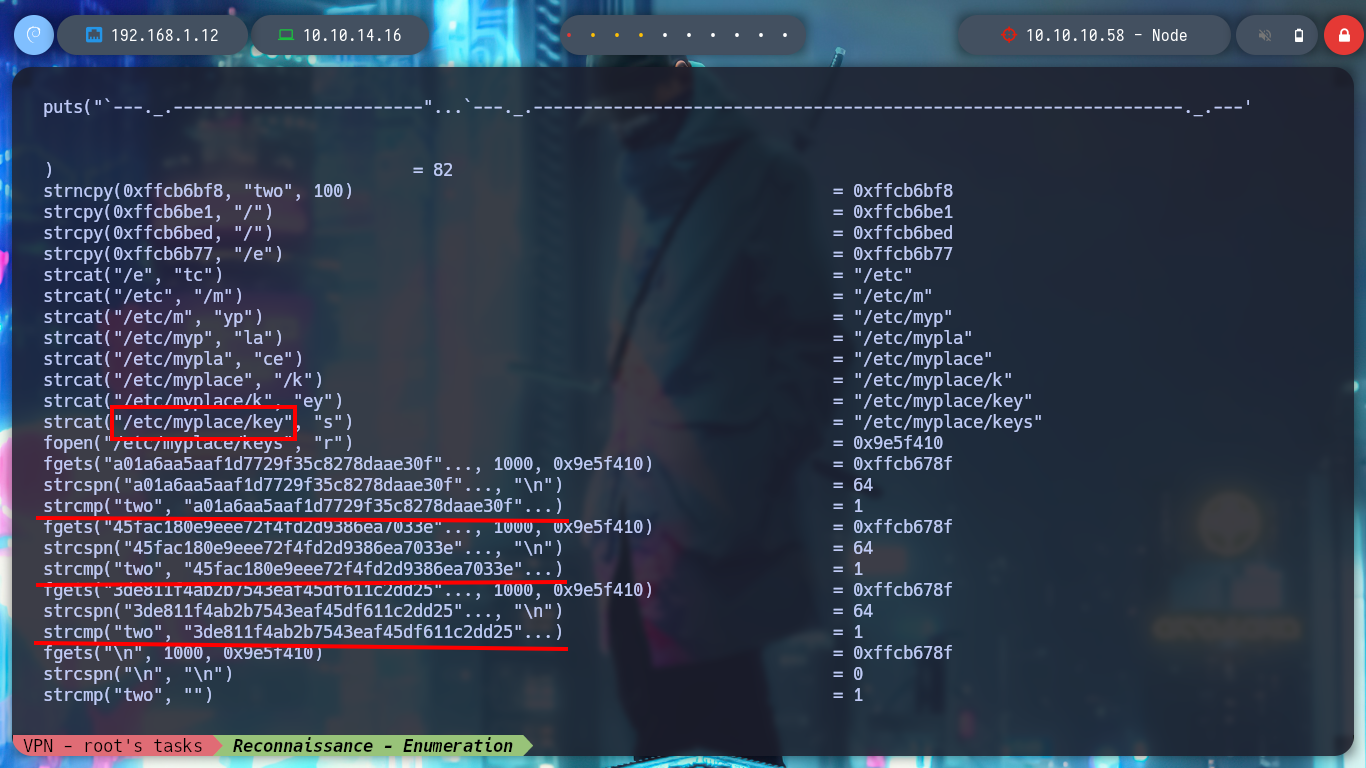 192.168.1.12 10.10.14.16 10.10.10.58 - Node
puts("`---._.-------------------------"...`---._.-----------------------------------------------------------------._.---'
) = 82
strncpy(0xffcb6bf8, "two", 100) = 0xffcb6bf8
strcpy(0xffcb6be1, "/") = 0xffcb6be1
strcpy(0xffcb6bed, "/") = 0xffcb6bed
strcpy(0xffcb6b77, "/e") = 0xffcb6b77
strcat("/e", "tc") = "/etc"
strcat("/etc", "/m") = "/etc/m"
strcat("/etc/m", "yp") = "/etc/myp"
strcat("/etc/myp", "la") = "/etc/mypla"
strcat("/etc/mypla", "ce") = "/etc/myplace"
strcat("/etc/myplace", "/k") = "/etc/myplace/k"
strcat("/etc/myplace/k", "ey") = "/etc/myplace/key"
strcat("/etc/myplace/key", "s") = "/etc/myplace/keys"
fopen("/etc/myplace/keys", "r") = 0x9e5f410
fgets("a01a6aa5aaf1d7729f35c8278daae30f"..., 1000, 0x9e5f410) = 0xffcb678f
strcspn("a01a6aa5aaf1d7729f35c8278daae30f"..., "\n") = 64
strcmp("two", "a01a6aa5aaf1d7729f35c8278daae30f"...) = 1
fgets("45fac180e9eee72f4fd2d9386ea7033e"..., 1000, 0x9e5f410) = 0xffcb678f
strcspn("45fac180e9eee72f4fd2d9386ea7033e"..., "\n") = 64
strcmp("two", "45fac180e9eee72f4fd2d9386ea7033e"...) = 1
fgets("3de811f4ab2b7543eaf45df611c2dd25"..., 1000, 0x9e5f410) = 0xffcb678f
strcspn("3de811f4ab2b7543eaf45df611c2dd25"..., "\n") = 64
strcmp("two", "3de811f4ab2b7543eaf45df611c2dd25"...) = 1
fgets("\n", 1000, 0x9e5f410) = 0xffcb678f
strcspn("\n", "\n") = 0
strcmp("two", "") = 1
VPN - root's tasks Reconnaissance - Enumeration